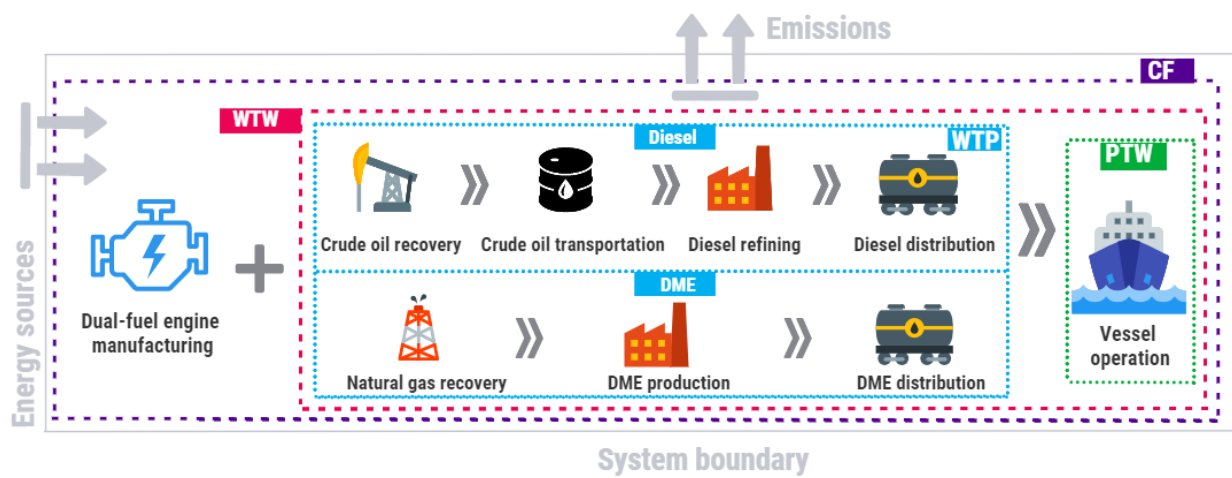 Emissions
CF
WTW
Diesel
WTP
PTW
Crude oil recovery
Crude oil transportation
Diesel refining
Diesel distribution
Energy sources
Dual-fuel engine
manufacturing
DME
Natural gas recovery
DME production
DME distribution
Vessel
operation
System boundary